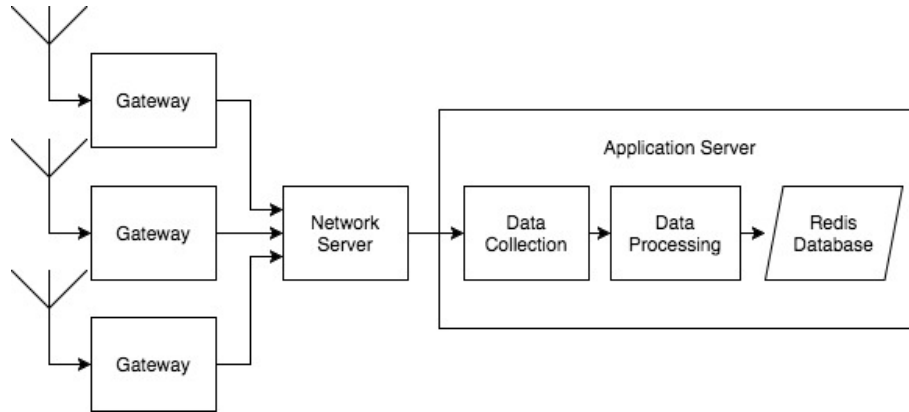 Gateway
Application Server
Gateway
Network
Server
Data
Collection
Data
Processing
Redis
Database
Gateway